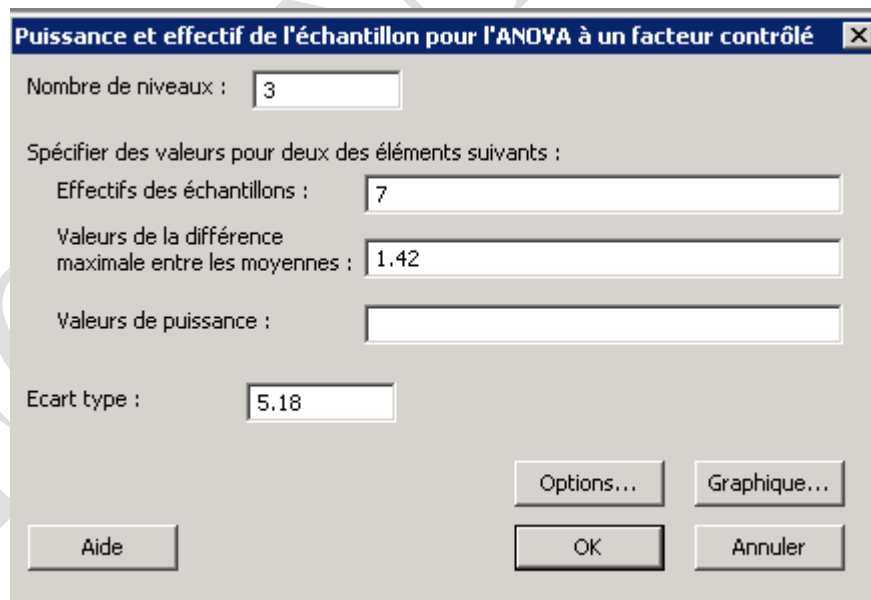 Puissance et effectif de l'échantillon pour l'ANOVA à un facteur contrôlé
Nombre de niveaux : 3
Spécifier des valeurs pour deux des éléments suivants :
Effectifs des échantillons : 7
Valeurs de la différence
maximale entre les moyennes : 1.42
Valeurs de puissance :
Ecart type : 5.18
Options... Graphique...
Aide OK Annuler